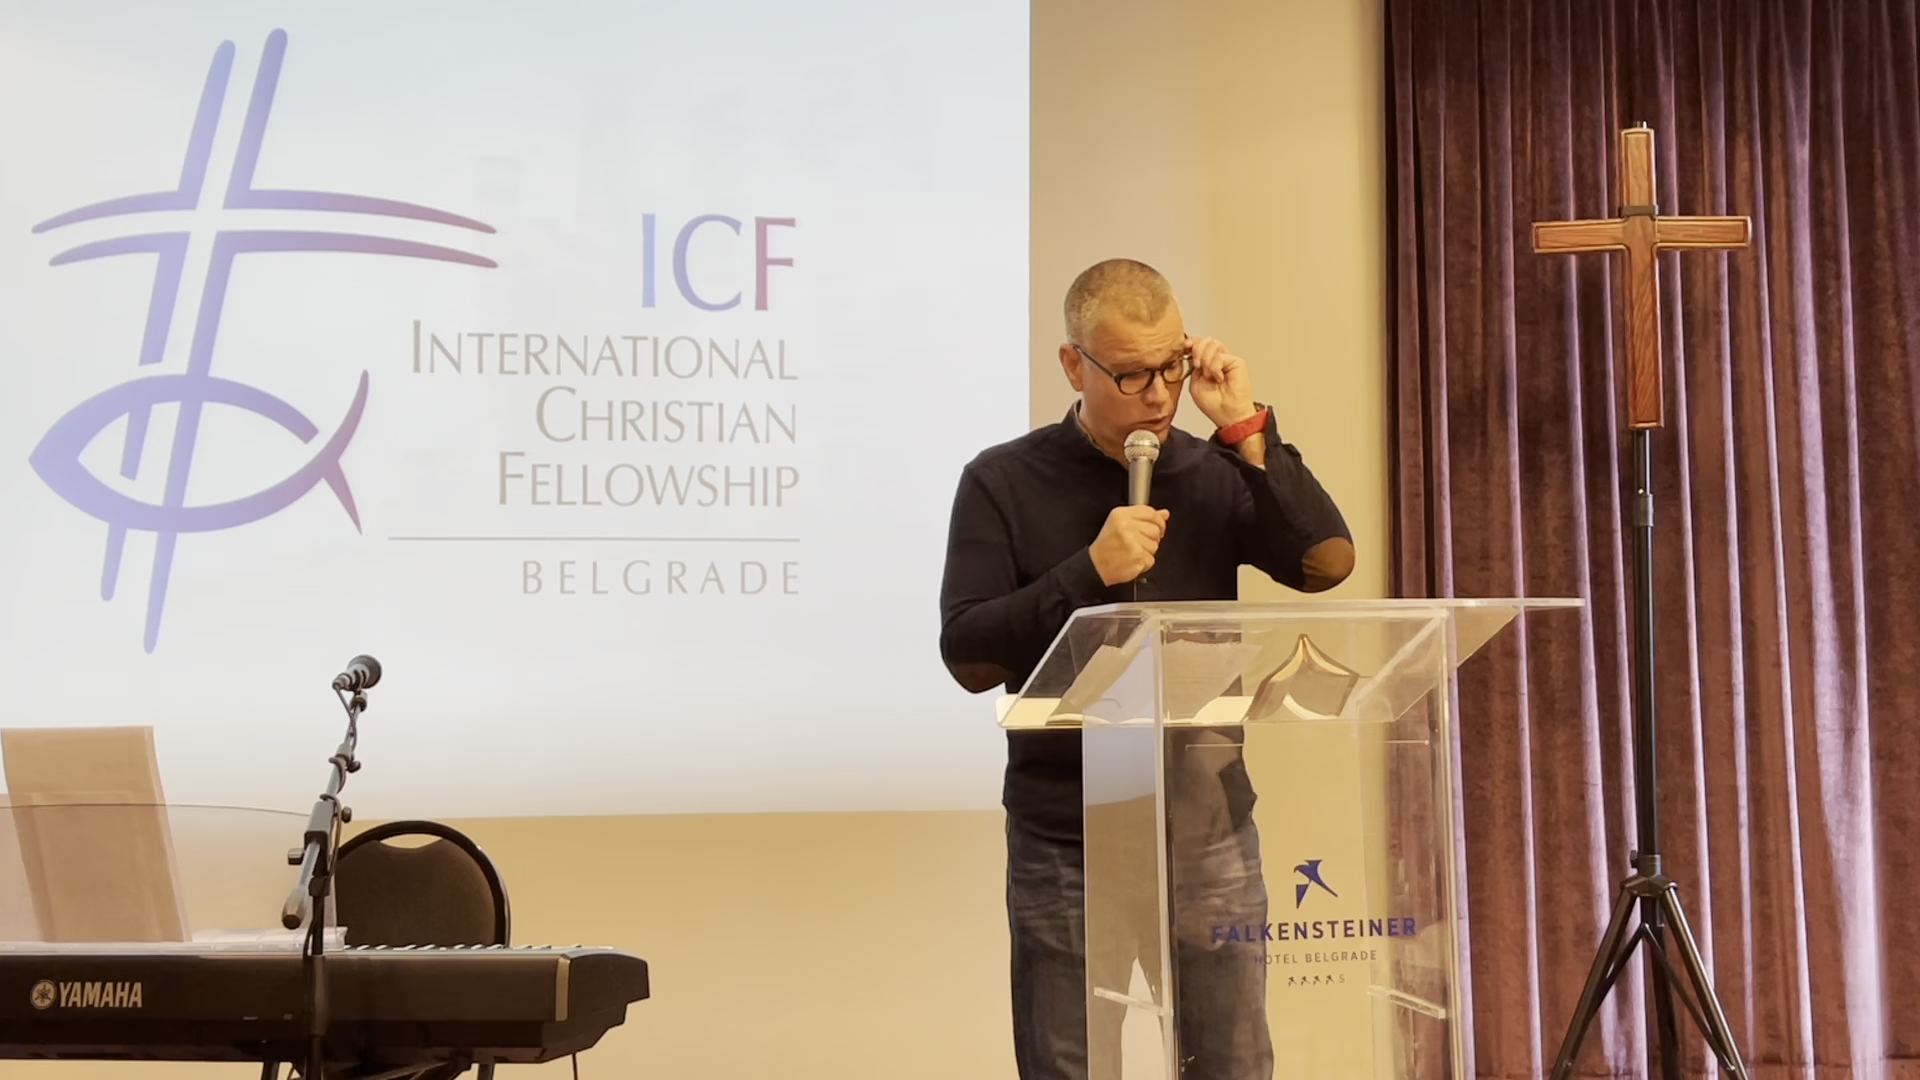 ICF
INTERNATIONAL
CHRISTIAN
FELLOWSHIP
BELGRADE
YAMAHA
FALKENSTEINER
HOTEL BELGRADE
S